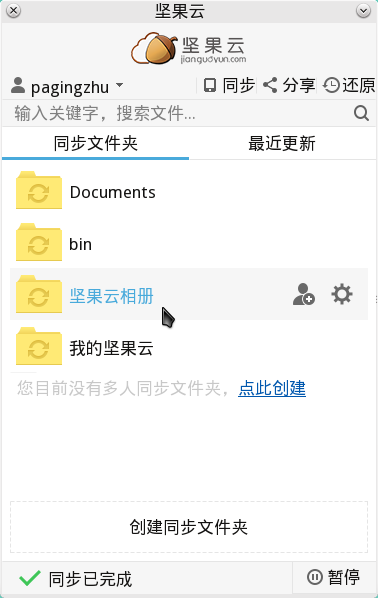 坚果云
坚果云
jianguoyun.com
pagingzhu 同步 分享 还原
输入关键字，搜索文件...
同步文件夹 最近更新
Documents
bin
坚果云相册
我的坚果云
您目前没有多人同步文件夹，点此创建
创建同步文件夹
同步已完成 暂停